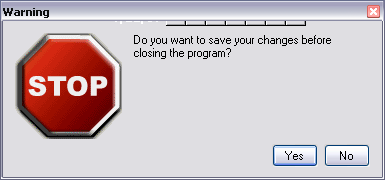 Warning
STOP
Do you want to save your changes before
closing the program?
Yes
No